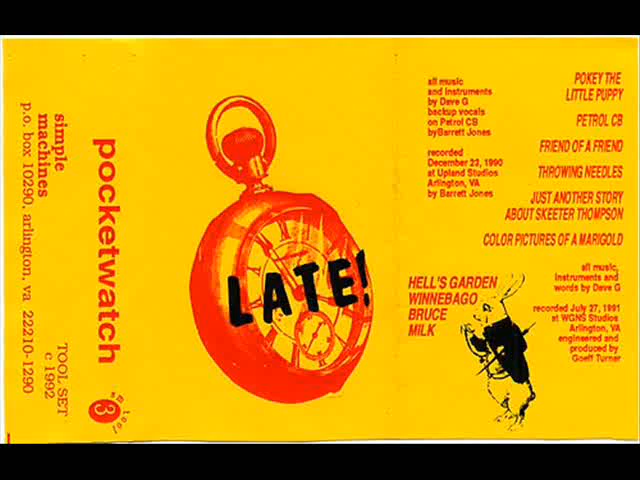 simple
machines
p.o. box 10290, arlington, va 22210-1290
pocketwatch
TOOL SET
c 1992
sm tool
3
LATE!
all music
and instruments
by Dave G
backup vocals
on Petrol CB
byBarrett Jones
recorded
December 23, 1990
at Upland Studios
Arlington, VA
by Barrett Jones
POKEY THE
LITTLE PUPPY
PETROL CB
FRIEND OF A FRIEND
THROWING NEEDLES
JUST ANOTHER STORY
ABOUT SKEETER THOMPSON
COLOR PICTURES OF A MARIGOLD
HELL'S GARDEN
WINNEBAGO
BRUCE
MILK
all music,
instruments and
words by Dave G
recorded July 27, 1991
at WGNS Studios
Arlington, VA
engineered and
produced by
Goeff Turner